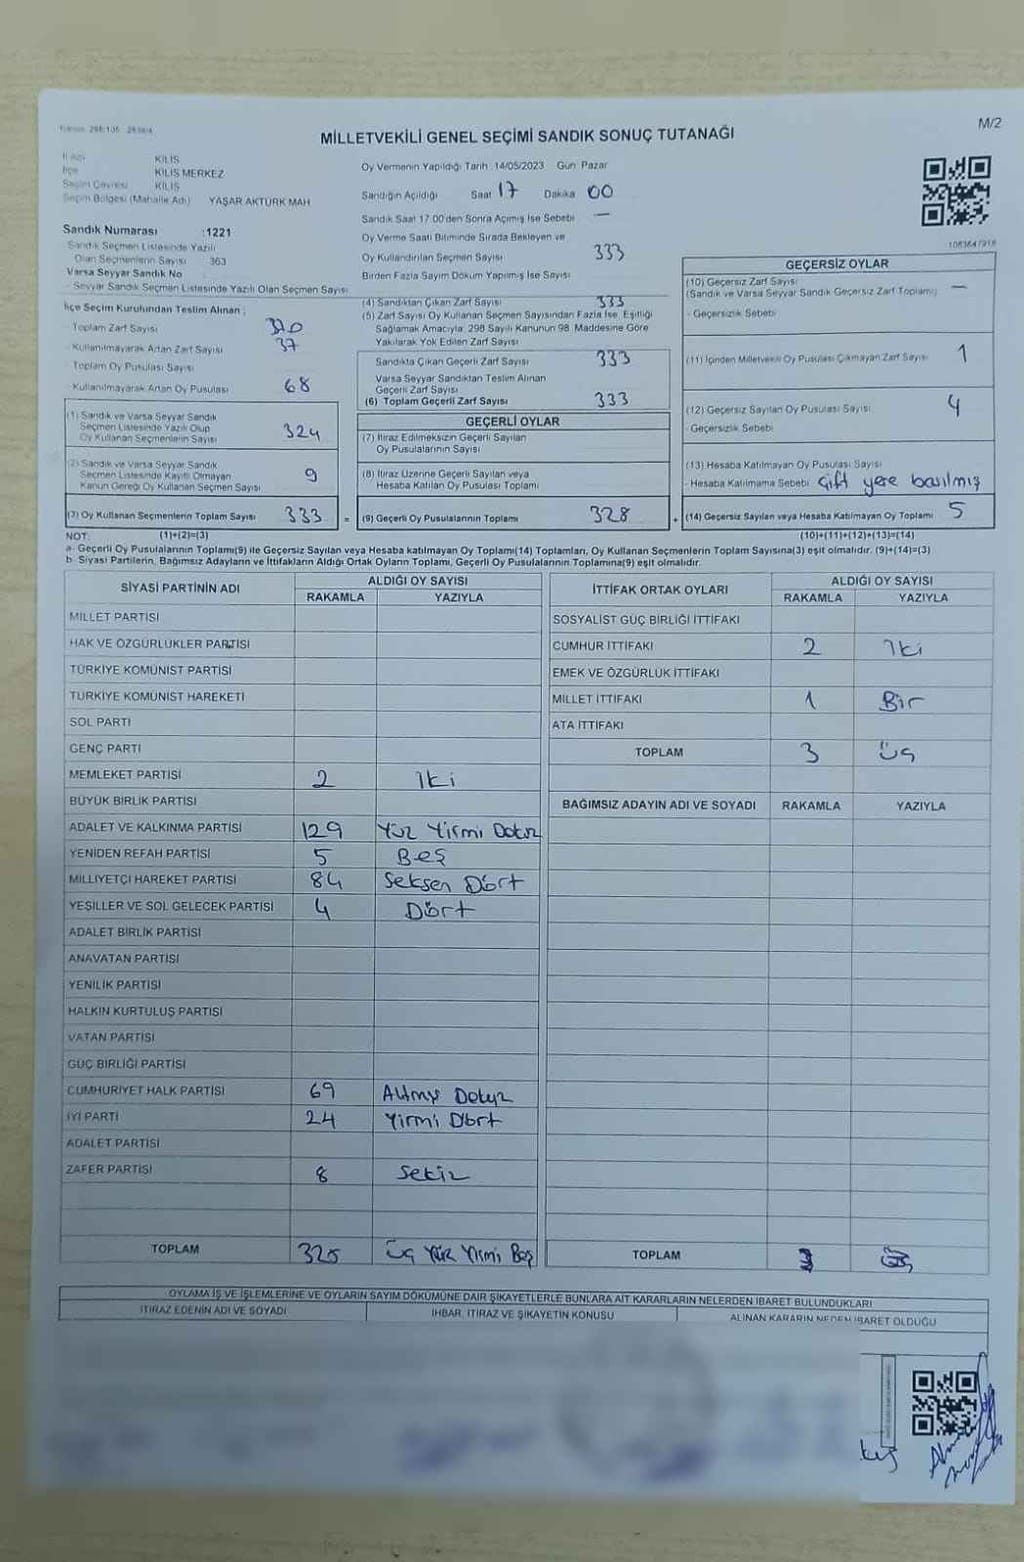 M/2
MİLLETVEKİLİ GENEL SEÇİMİ SANDIK SONUÇ TUTANAĞI
KİLİS
İlçe KİLİS MERKEZ
Seçim Çevresi KİLİS
Seçim Bölgesi (Mahalle Adı) YAŞAR AKTÜRK MAH
Sandık Numarası :1221
Sandık Seçmen Listesinde Yazılı
Olan Seçmenlerin Sayısı 363
Varsa Seyyar Sandık No
Seyyar Sandık Seçmen Listesinde Yazılı Olan Seçmen Sayısı
Oy Vermenin Yapıldığı Tarih :14/05/2023 Gün: Pazar
Sandığın Açıldığı Saat 17 Dakika 00
Sandık Saat 17.00'den Sonra Açılmış İse Sebebi —
Oy Verme Saati Bitiminde Sırada Bekleyen ve
Oy Kullandırılan Seçmen Sayısı 333
Birden Fazla Sayım Döküm Yapılmış İse Sayısı
1083647918
İlçe Seçim Kurulundan Teslim Alınan ;
- Toplam Zarf Sayısı 370
- Kullanılmayarak Artan Zarf Sayısı 37
- Toplam Oy Pusulası Sayısı
- Kullanılmayarak Artan Oy Pusulası 68
(1) Sandık ve Varsa Seyyar Sandık
Seçmen Listesinde Yazılı Olup
Oy Kullanan Seçmenlerin Sayısı 324
(2) Sandık ve Varsa Seyyar Sandık
Seçmen Listesinde Kayıtlı Olmayan
Kanun Gereği Oy Kullanan Seçmen Sayısı 9
(3) Oy Kullanan Seçmenlerin Toplam Sayısı 333 =
(4) Sandıktan Çıkan Zarf Sayısı 333
(5) Zarf Sayısı Oy Kullanan Seçmen Sayısından Fazla İse, Eşitliği
Sağlamak Amacıyla, 298 Sayılı Kanunun 98. Maddesine Göre
Yakılarak Yok Edilen Zarf Sayısı
Sandıkta Çıkan Geçerli Zarf Sayısı 333
Varsa Seyyar Sandıktan Teslim Alınan
Geçerli Zarf Sayısı
(6) Toplam Geçerli Zarf Sayısı 333
GEÇERLİ OYLAR
(7) İtiraz Edilmeksizin Geçerli Sayılan
Oy Pusulalarının Sayısı
(8) İtiraz Üzerine Geçerli Sayılan veya
Hesaba Katılan Oy Pusulası Toplamı
(9) Geçerli Oy Pusulalarının Toplamı 328 +
GEÇERSİZ OYLAR
(10) Geçersiz Zarf Sayısı
(Sandık ve Varsa Seyyar Sandık Geçersiz Zarf Toplamı) —
- Geçersizlik Sebebi
(11) İçinden Milletvekili Oy Pusulası Çıkmayan Zarf Sayısı 1
(12) Geçersiz Sayılan Oy Pusulası Sayısı 4
- Geçersizlik Sebebi
(13) Hesaba Katılmayan Oy Pusulası Sayısı
- Hesaba Katılmama Sebebi Çift yere basılmış
(14) Geçersiz Sayılan veya Hesaba Katılmayan Oy Toplamı 5
NOT: (1)+(2)=(3) (10)+(11)+(12)+(13)=(14)
a- Geçerli Oy Pusulalarının Toplamı(9) ile Geçersiz Sayılan veya Hesaba katılmayan Oy Toplamı(14) Toplamları, Oy Kullanan Seçmenlerin Toplam Sayısına(3) eşit olmalıdır. (9)+(14)=(3)
b- Siyasi Partilerin, Bağımsız Adayların ve İttifakların Aldığı Ortak Oyların Toplamı, Geçerli Oy Pusulalarının Toplamına(9) eşit olmalıdır.
SİYASİ PARTİNİN ADI ALDIĞI OY SAYISI
RAKAMLA YAZIYLA
MİLLET PARTİSİ
HAK VE ÖZGÜRLÜKLER PARTİSİ
TÜRKİYE KOMÜNİST PARTİSİ
TÜRKİYE KOMÜNİST HAREKETİ
SOL PARTİ
GENÇ PARTİ
MEMLEKET PARTİSİ 2 iki
BÜYÜK BİRLİK PARTİSİ
ADALET VE KALKINMA PARTİSİ 129 Yüz Yirmi Dokuz
YENİDEN REFAH PARTİSİ 5 Beş
MİLLİYETÇİ HAREKET PARTİSİ 84 Seksen Dört
YEŞİLLER VE SOL GELECEK PARTİSİ 4 Dört
ADALET BİRLİK PARTİSİ
ANAVATAN PARTİSİ
YENİLİK PARTİSİ
HALKIN KURTULUŞ PARTİSİ
VATAN PARTİSİ
GÜÇ BİRLİĞİ PARTİSİ
CUMHURİYET HALK PARTİSİ 69 Altmış Dokuz
İYİ PARTİ 24 Yirmi Dört
ADALET PARTİSİ
ZAFER PARTİSİ 8 Sekiz
TOPLAM 325 Üç Yüz Yirmi Beş
İTTİFAK ORTAK OYLARI ALDIĞI OY SAYISI
RAKAMLA YAZIYLA
SOSYALİST GÜÇ BİRLİĞİ İTTİFAKI
CUMHUR İTTİFAKI 2 İki
EMEK VE ÖZGÜRLÜK İTTİFAKI
MİLLET İTTİFAKI 1 Bir
ATA İTTİFAKI
TOPLAM 3 Üç
BAĞIMSIZ ADAYIN ADI VE SOYADI RAKAMLA YAZIYLA
TOPLAM
OYLAMA İŞ VE İŞLEMLERİNE VE OYLARIN SAYIM DÖKÜMÜNE DAİR ŞİKAYETLERLE BUNLARA AİT KARARLARIN NELERDEN İBARET BULUNDUKLARI
İTİRAZ EDENİN ADI VE SOYADI İHBAR, İTİRAZ VE ŞİKAYETİN KONUSU ALINAN KARARIN NEDEN İBARET OLDUĞU